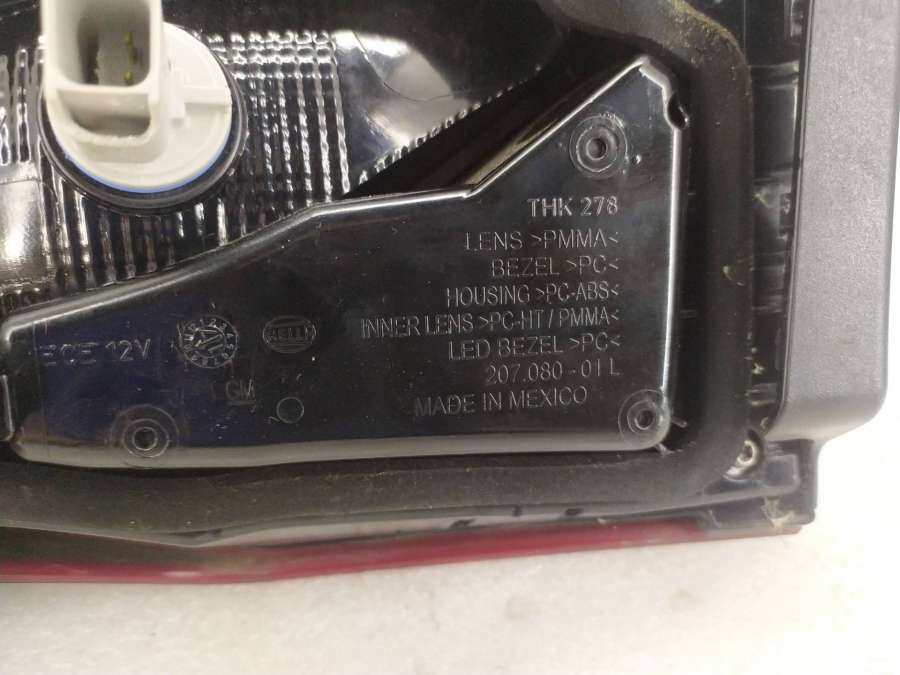 THK 278
LENS >PMMA<
BEZEL >PC<
HOUSING >PC-ABS<
INNER LENS >PC-HT / PMMA<
LED BEZEL >PC<
207.080-01 L
MADE IN MEXICO
ECE 12V
HELLA
GM